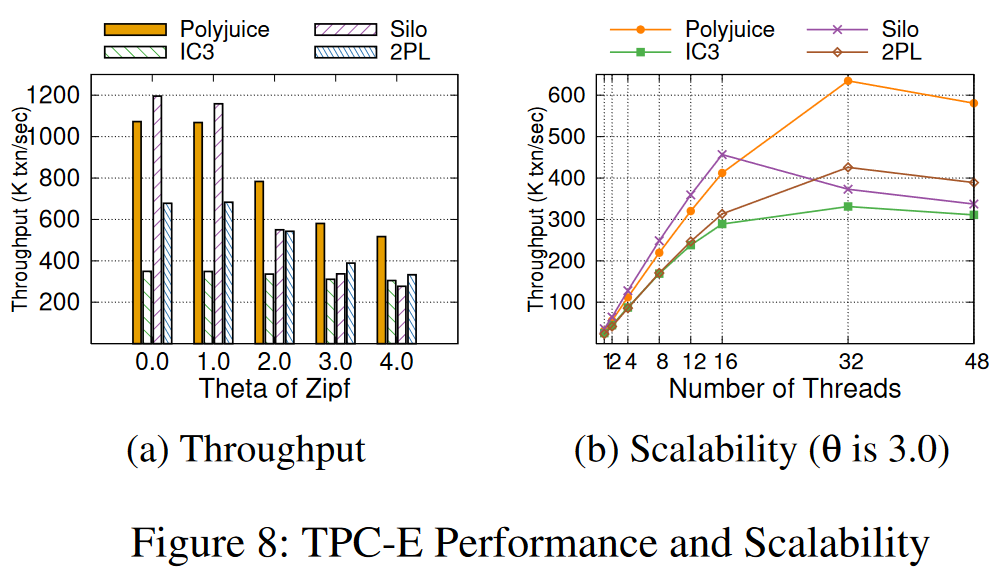 Polyjuice Silo
IC3 2PL
Throughput (K txn/sec)
1200
1000
800
600
400
200
0.0 1.0 2.0 3.0 4.0
Theta of Zipf
(a) Throughput
Polyjuice Silo
IC3 2PL
Throughput (K txn/sec)
600
500
400
300
200
100
1 2 4 8 12 16 32 48
Number of Threads
(b) Scalability (θ is 3.0)
Figure 8: TPC-E Performance and Scalability